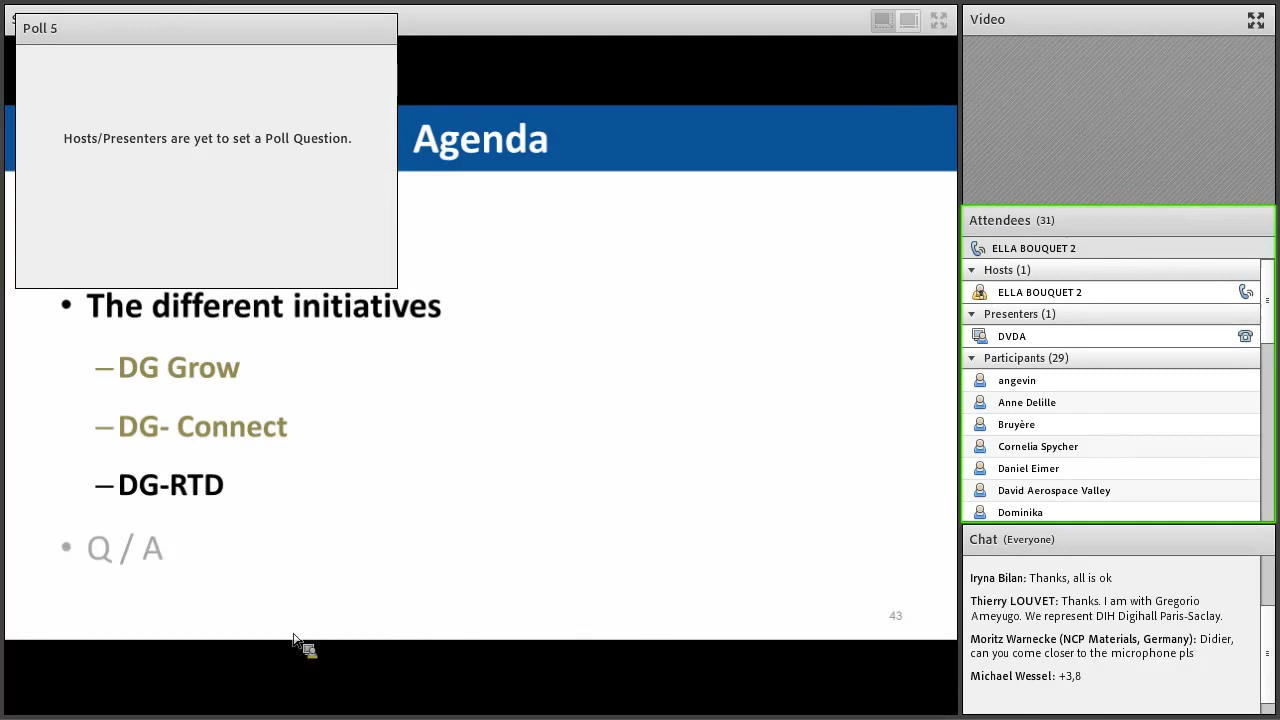 Poll 5
Hosts/Presenters are yet to set a Poll Question.
Agenda
• The different initiatives
–DG Grow
–DG- Connect
–DG-RTD
• Q / A
43
Video
Attendees (31)
ELLA BOUQUET 2
Hosts (1)
ELLA BOUQUET 2
Presenters (1)
DVDA
Participants (29)
angevin
Anne Delille
Bruyère
Cornelia Spycher
Daniel Eimer
David Aerospace Valley
Dominika
Chat (Everyone)
Iryna Bilan: Thanks, all is ok
Thierry LOUVET: Thanks. I am with Gregorio
Ameyugo. We represent DIH Digihall Paris-Saclay.
Moritz Warnecke (NCP Materials, Germany): Didier,
can you come closer to the microphone pls
Michael Wessel: +3,8